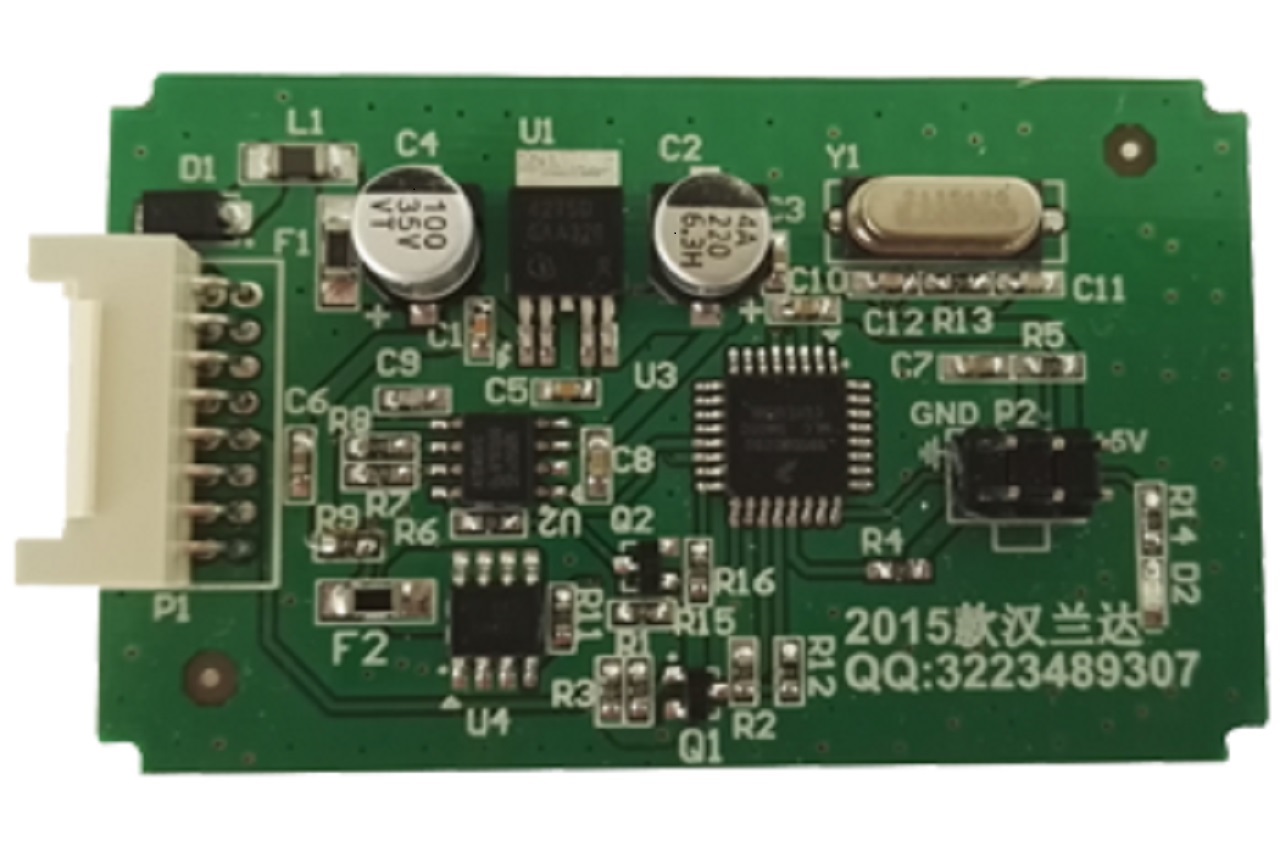 L1
C4
U1
C2
Y1
D1
C3
F1
100
35V
VT
4A
220
6.3H
C10
C11
C1
C12 R13
C9
C5
U3
C7
R5
C6
R8
GND P2
+5V
C8
R7
R9
R6
U2
Q2
R4
R14
D2
R16
P1
R11
R15
F2
R1
2015款汉兰达
QQ:3223489307
R3
R12
U4
R2
Q1